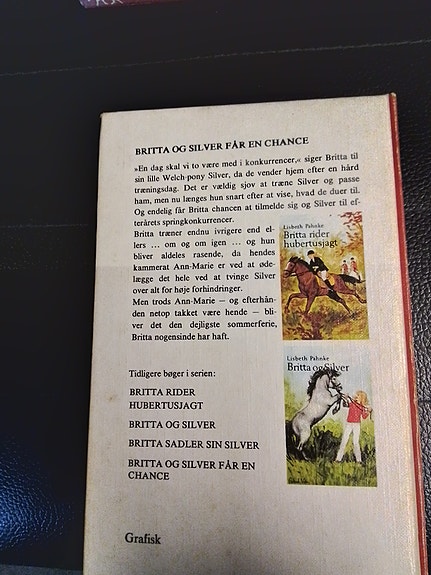 BRITTA OG SILVER FÅR EN CHANCE
»En dag skal vi to være med i konkurrencer,« siger Britta til
sin lille Welch-pony Silver, da de vender hjem efter en hård
træningsdag. Det er vældig sjov at træne Silver og passe
ham, men nu længes hun snart efter at vise, hvad de duer til.
Og endelig får Britta chancen at tilmelde sig og Silver til ef-
terårets springkonkurrencer.
Britta træner endnu ivrigere end el-
lers ... om og om igen ... og hun
bliver aldeles rasende, da hendes
kammerat Ann-Marie er ved at øde-
lægge det hele ved at tvinge Silver
over alt for høje forhindringer.
Men trods Ann-Marie — og efterhån-
den netop takket være hende — bli-
ver det den dejligste sommerferie,
Britta nogensinde har haft.
Lisbeth Pahnke
Britta rider
hubertusjagt
Lisbeth Pahnke
Britta og Silver
Tidligere bøger i serien:
BRITTA RIDER
HUBERTUSJAGT
BRITTA OG SILVER
BRITTA SADLER SIN SILVER
BRITTA OG SILVER FÅR EN
CHANCE
Grafisk